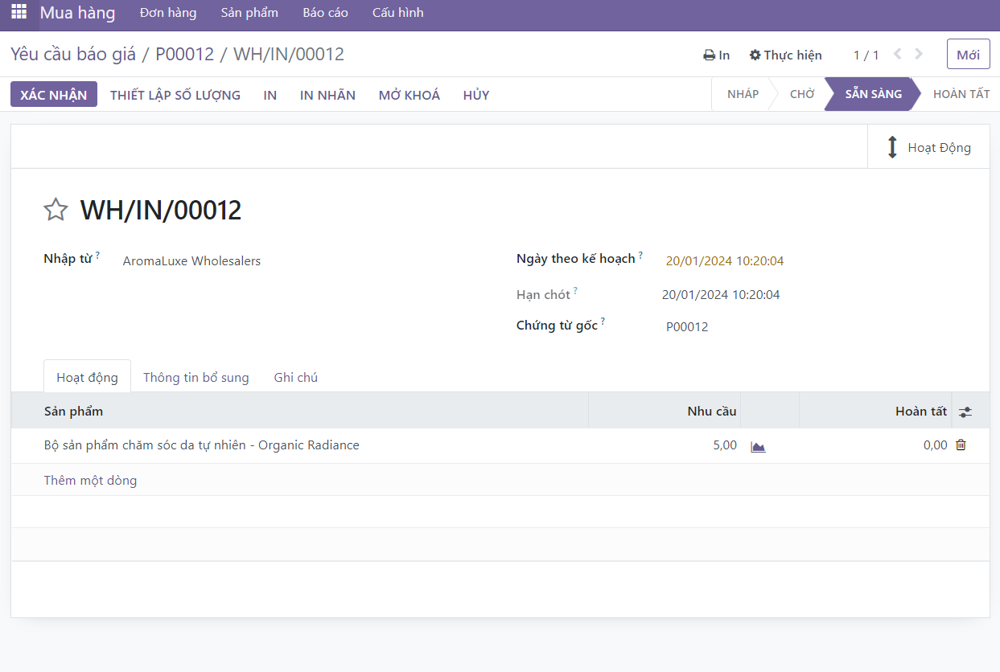 Mua hàng Đơn hàng Sản phẩm Báo cáo Cấu hình
Yêu cầu báo giá / P00012 / WH/IN/00012 In Thực hiện 1 / 1 Mới
XÁC NHẬN THIẾT LẬP SỐ LƯỢNG IN IN NHÃN MỞ KHOÁ HỦY NHÁP CHỜ SẴN SÀNG HOÀN TẤT
Hoạt Động
WH/IN/00012
Nhập từ ? AromaLuxe Wholesalers Ngày theo kế hoạch ? 20/01/2024 10:20:04
Hạn chót ? 20/01/2024 10:20:04
Chứng từ gốc ? P00012
Hoạt động Thông tin bổ sung Ghi chú
Sản phẩm Nhu cầu Hoàn tất
Bộ sản phẩm chăm sóc da tự nhiên - Organic Radiance 5,00 0,00
Thêm một dòng